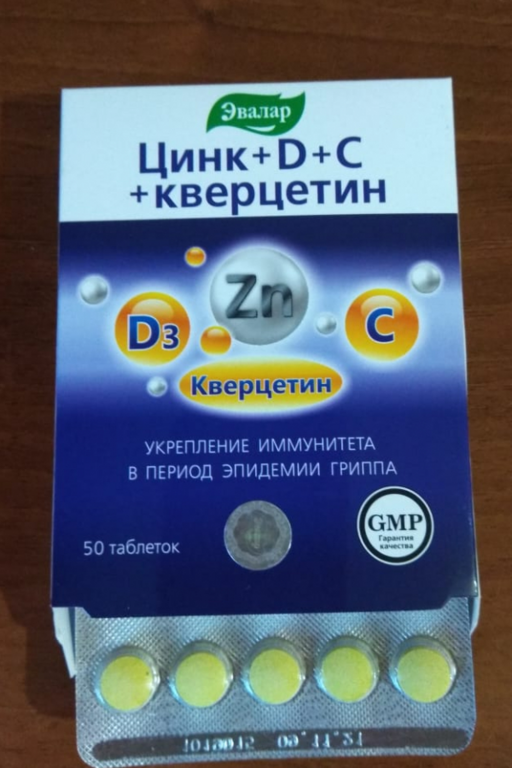 Эвалар
Цинк+D+C
+кверцетин
Zn
D3
C
Кверцетин
УКРЕПЛЕНИЕ ИММУНИТЕТА
В ПЕРИОД ЭПИДЕМИИ ГРИППА
50 таблеток
GMP
Гарантия
качества